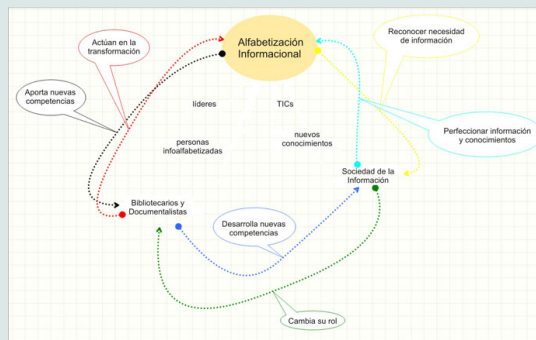 Actúan en la
transformación
Alfabetización
Informacional
Reconocer necesidad
de información
Aporta nuevas
competencias
líderes
TICs
Perfeccionar información
y conocimientos
personas
infoalfabetizadas
nuevos
conocimientos
Sociedad de la
Información
Bibliotecarios y
Documentalistas
Desarrolla nuevas
competencias
Cambia su rol